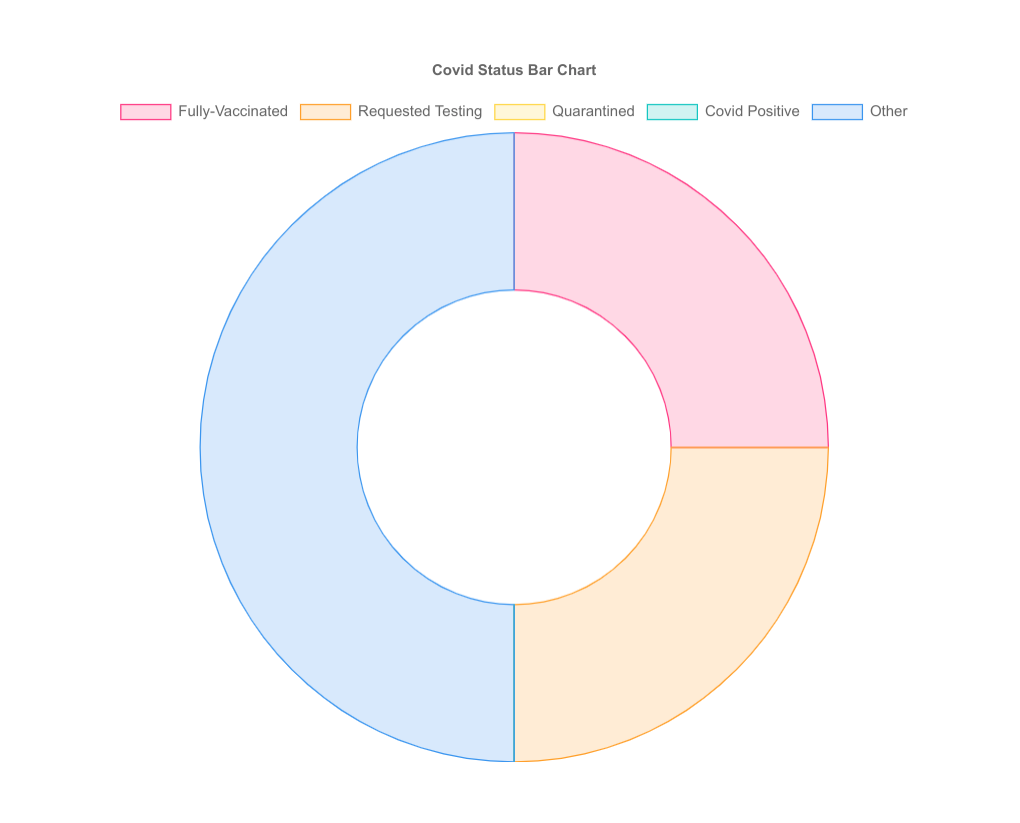 Covid Status Bar Chart
Fully-Vaccinated Requested Testing Quarantined Covid Positive Other